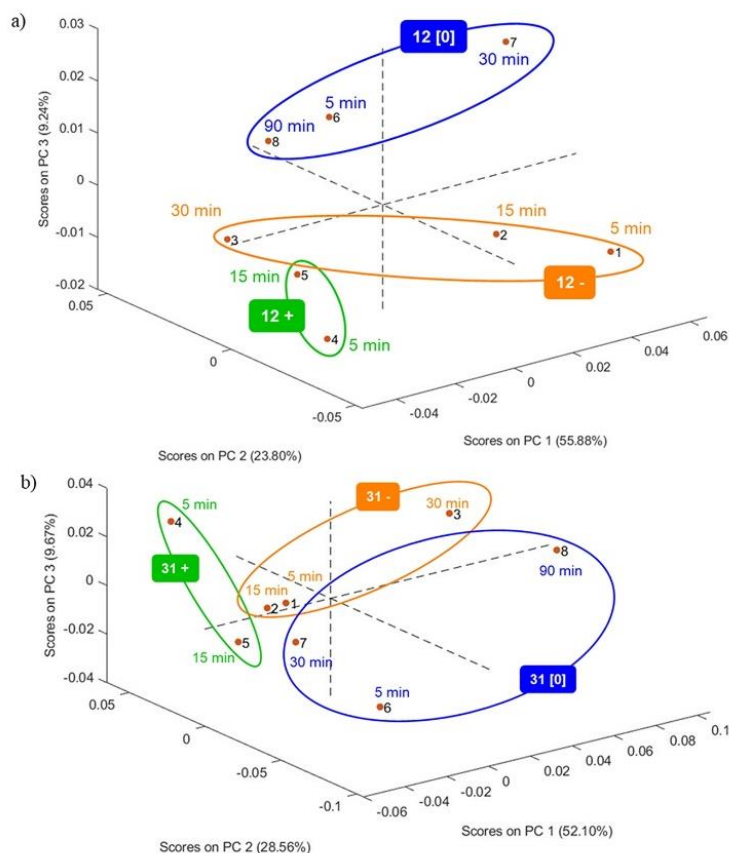 a)
0.03
12 [0]
7
30 min
0.02
5 min
6
0.01
90 min
8
Scores on PC 3 (9.24%)
0
30 min
15 min
5 min
-0.01
3
2
1
-0.02
15 min
5
12 -
0.05
12 +
4
5 min
0
0.06
0.04
0.02
0
-0.02
-0.04
-0.05
Scores on PC 2 (23.80%)
Scores on PC 1 (55.88%)
b)
0.04
5 min
4
31 -
30 min
3
0.02
31 +
8
90 min
Scores on PC 3 (9.67%)
0
15 min
5 min
2
1
-0.02
5
7
15 min
30 min
31 [0]
-0.04
5 min
6
0.05
0
-0.05
-0.1
0.1
0.08
0.06
0.04
0.02
0
-0.02
-0.04
-0.06
Scores on PC 2 (28.56%)
Scores on PC 1 (52.10%)